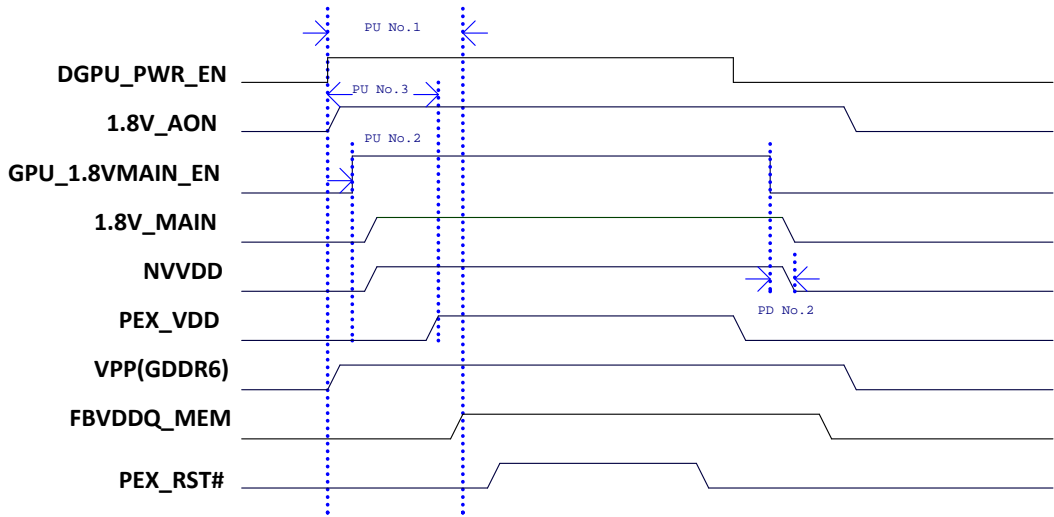 PU No.1
DGPU_PWR_EN
PU No.3
1.8V_AON
PU No.2
GPU_1.8VMAIN_EN
1.8V_MAIN
NVVDD
PD No.2
PEX_VDD
VPP(GDDR6)
FBVDDQ_MEM
PEX_RST#